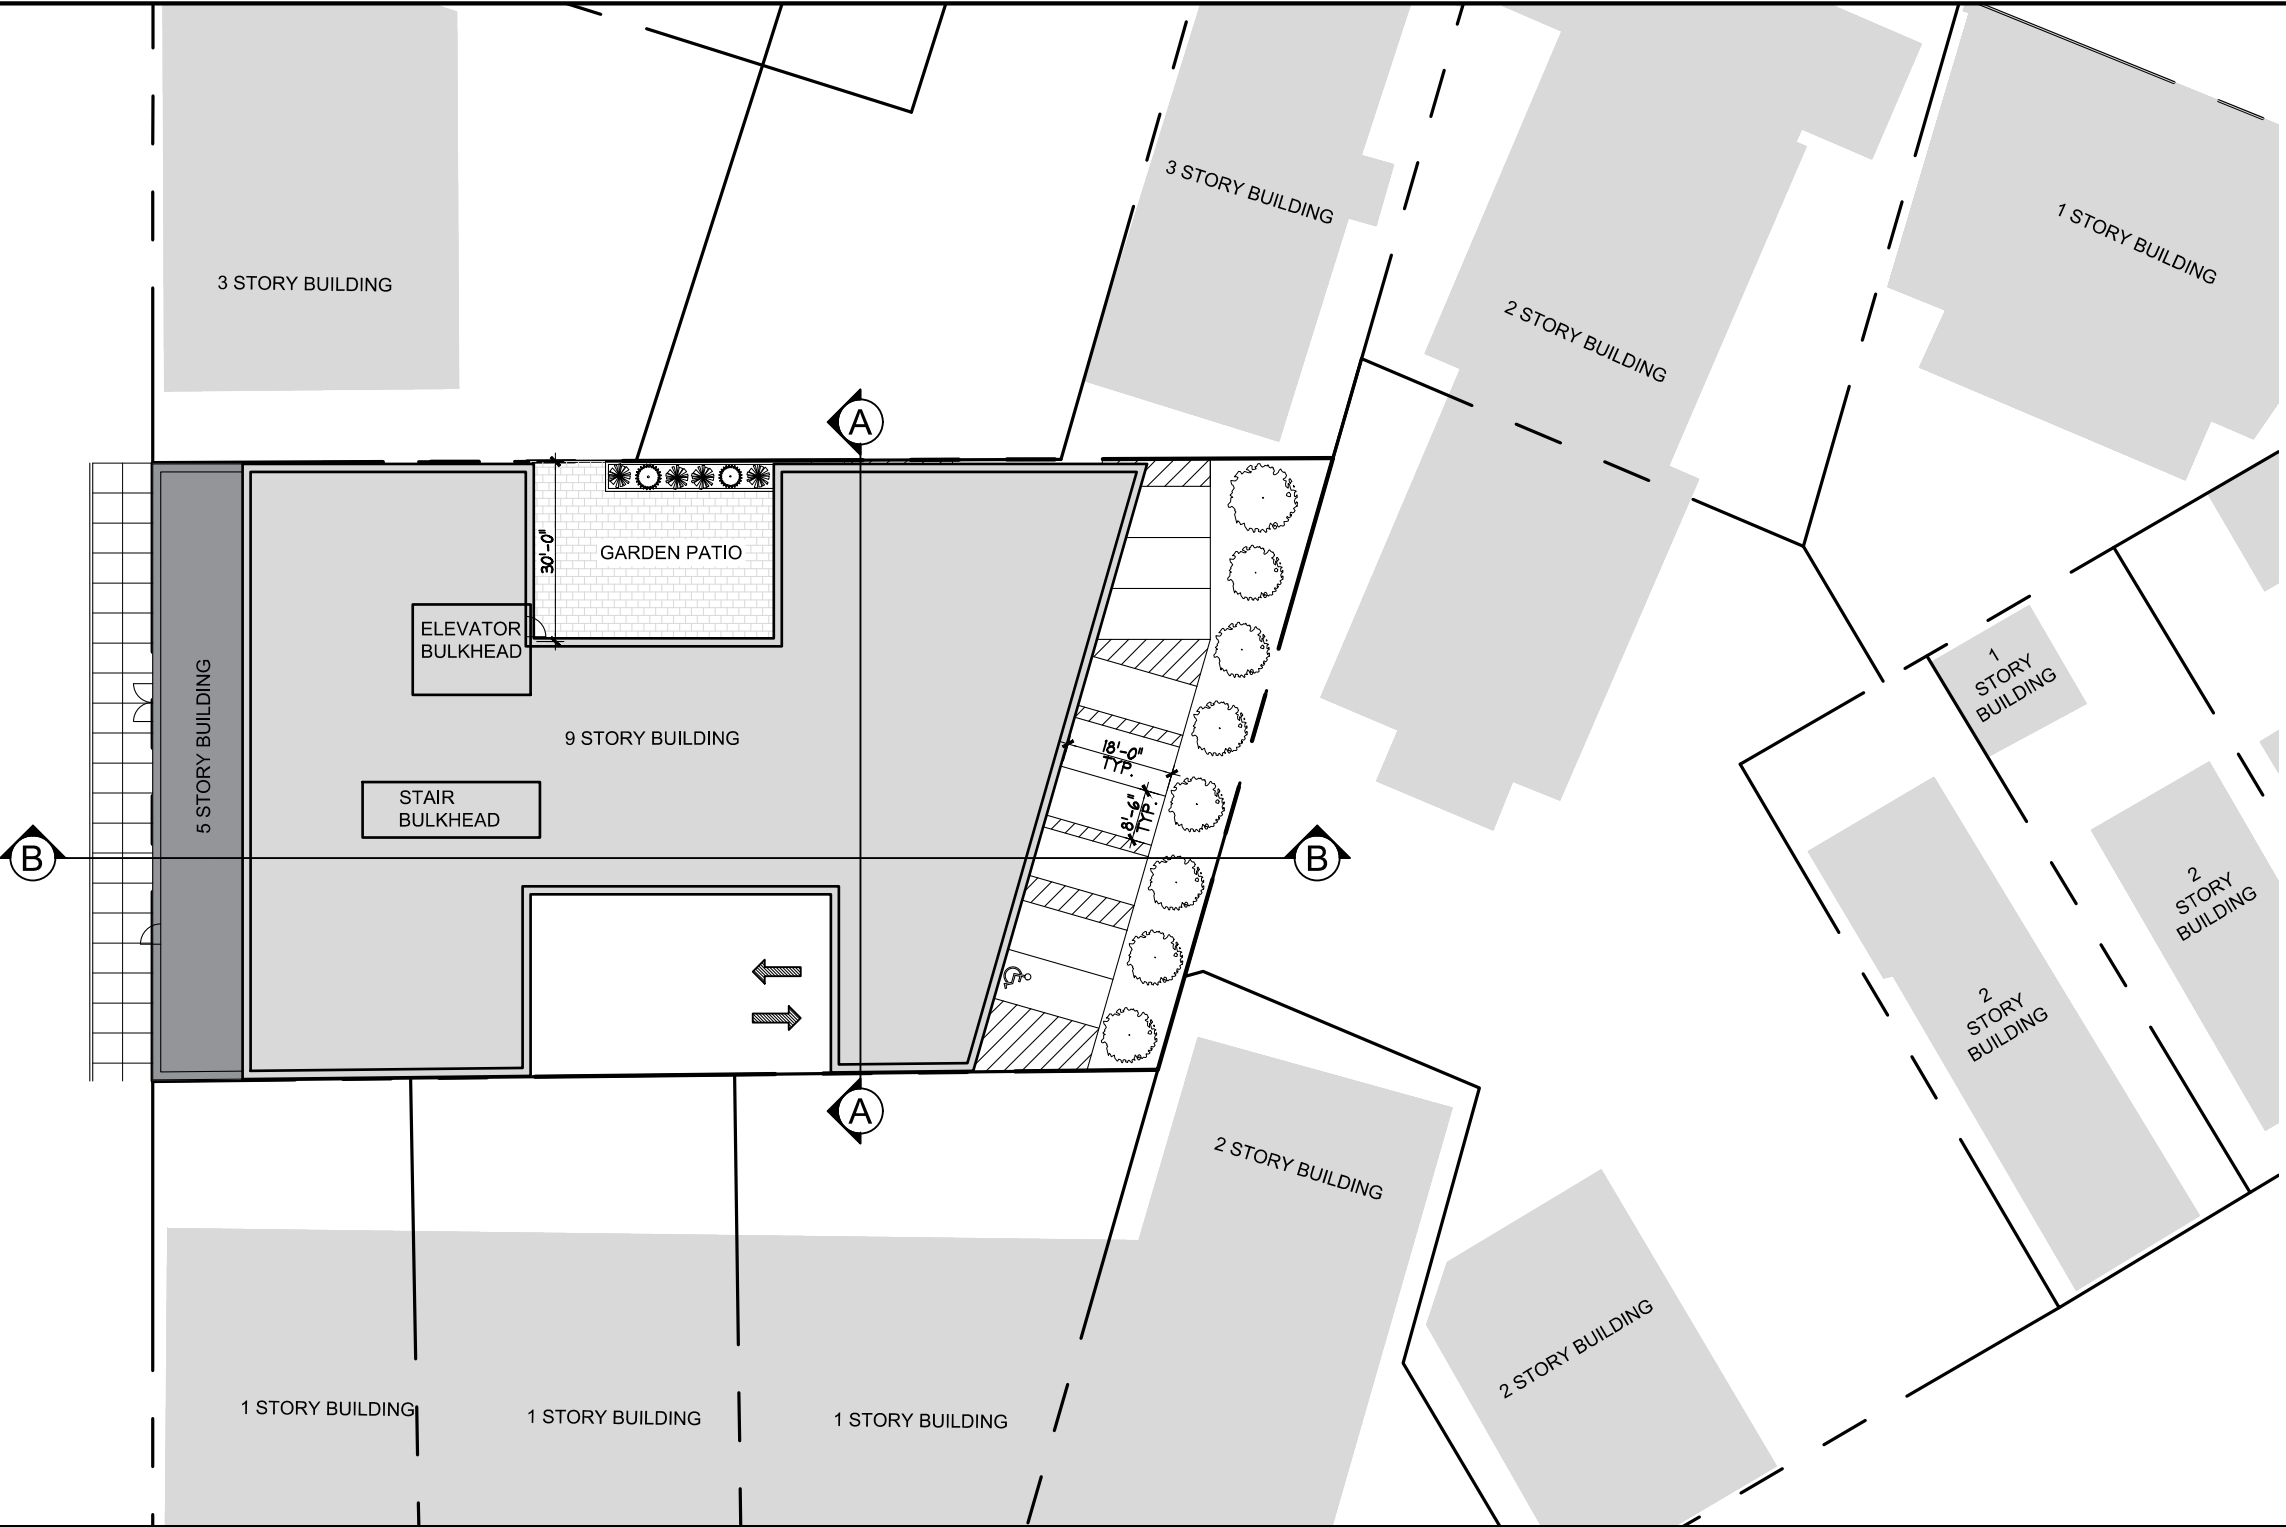 3 STORY BUILDING
3 STORY BUILDING
2 STORY BUILDING
1 STORY BUILDING
A
30'-0"
GARDEN PATIO
ELEVATOR
BULKHEAD
5 STORY BUILDING
9 STORY BUILDING
STAIR
BULKHEAD
18'-0"
TYP.
8'-6"
TYP.
B
B
A
1
STORY
BUILDING
2
STORY
BUILDING
2
STORY
BUILDING
2 STORY BUILDING
2 STORY BUILDING
1 STORY BUILDING
1 STORY BUILDING
1 STORY BUILDING